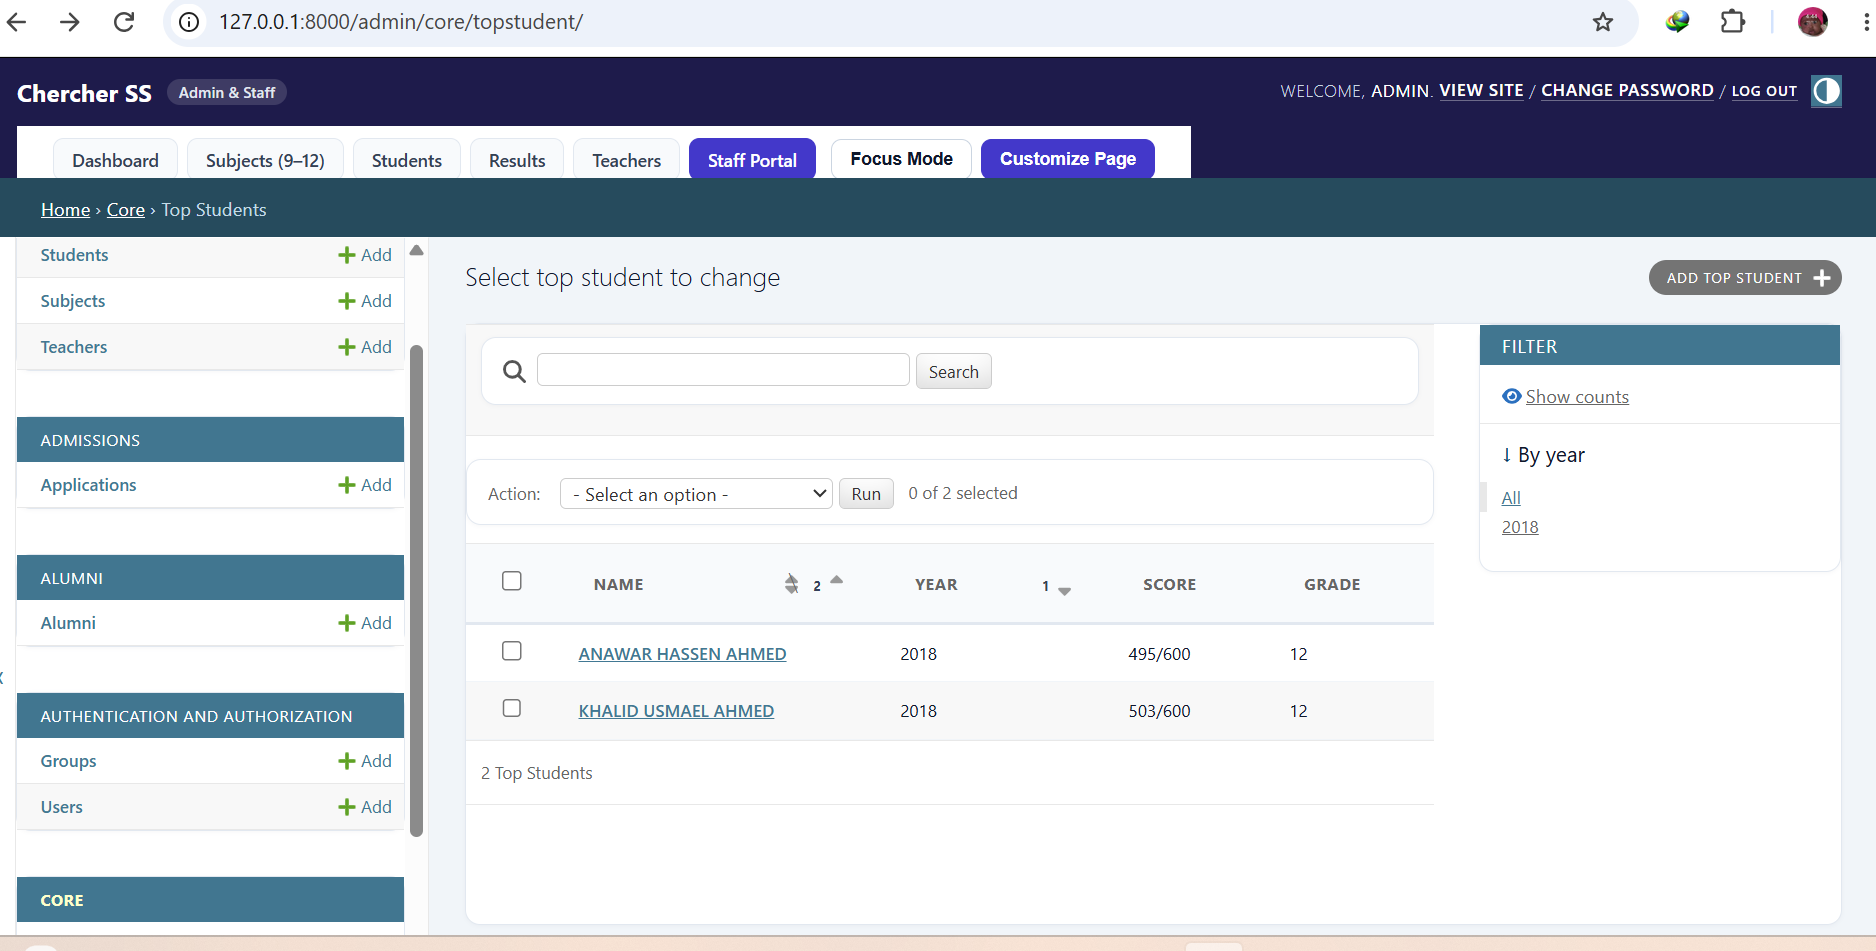 127.0.0.1:8000/admin/core/topstudent/
Chercher SS Admin & Staff
WELCOME, ADMIN. VIEW SITE / CHANGE PASSWORD / LOG OUT
Dashboard Subjects (9–12) Students Results Teachers Staff Portal Focus Mode Customize Page
Home › Core › Top Students
Students Add
Subjects Add
Teachers Add
ADMISSIONS
Applications Add
ALUMNI
Alumni Add
AUTHENTICATION AND AUTHORIZATION
Groups Add
Users Add
CORE
Select top student to change
ADD TOP STUDENT
Search
Action: - Select an option - Run 0 of 2 selected
NAME 2 YEAR 1 SCORE GRADE
ANAWAR HASSEN AHMED 2018 495/600 12
KHALID USMAEL AHMED 2018 503/600 12
2 Top Students
FILTER
Show counts
↓ By year
All
2018